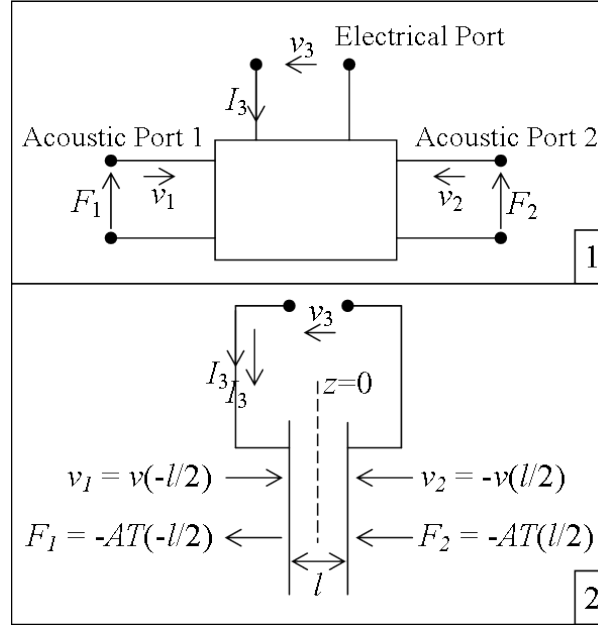 Electrical Port
v3
I3
Acoustic Port 1
Acoustic Port 2
F1
v1
v2
F2
1
v3
I3
I3
z=0
v1 = v(-l/2)
v2 = -v(l/2)
F1 = -AT(-l/2)
F2 = -AT(l/2)
l
2